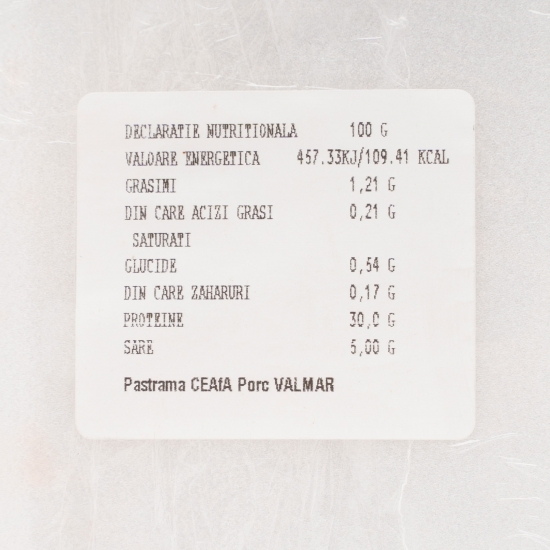 DECLARATIE NUTRITIONALA 100 G
VALOARE ENERGETICA 457.33KJ/109.41 KCAL
GRASIMI 1,21 G
DIN CARE ACIZI GRASI 0,21 G
SATURATI
GLUCIDE 0,54 G
DIN CARE ZAHARURI 0,17 G
PROTEINE 30,0 G
SARE 5,00 G
Pastrama CEAfA Porc VALMAR